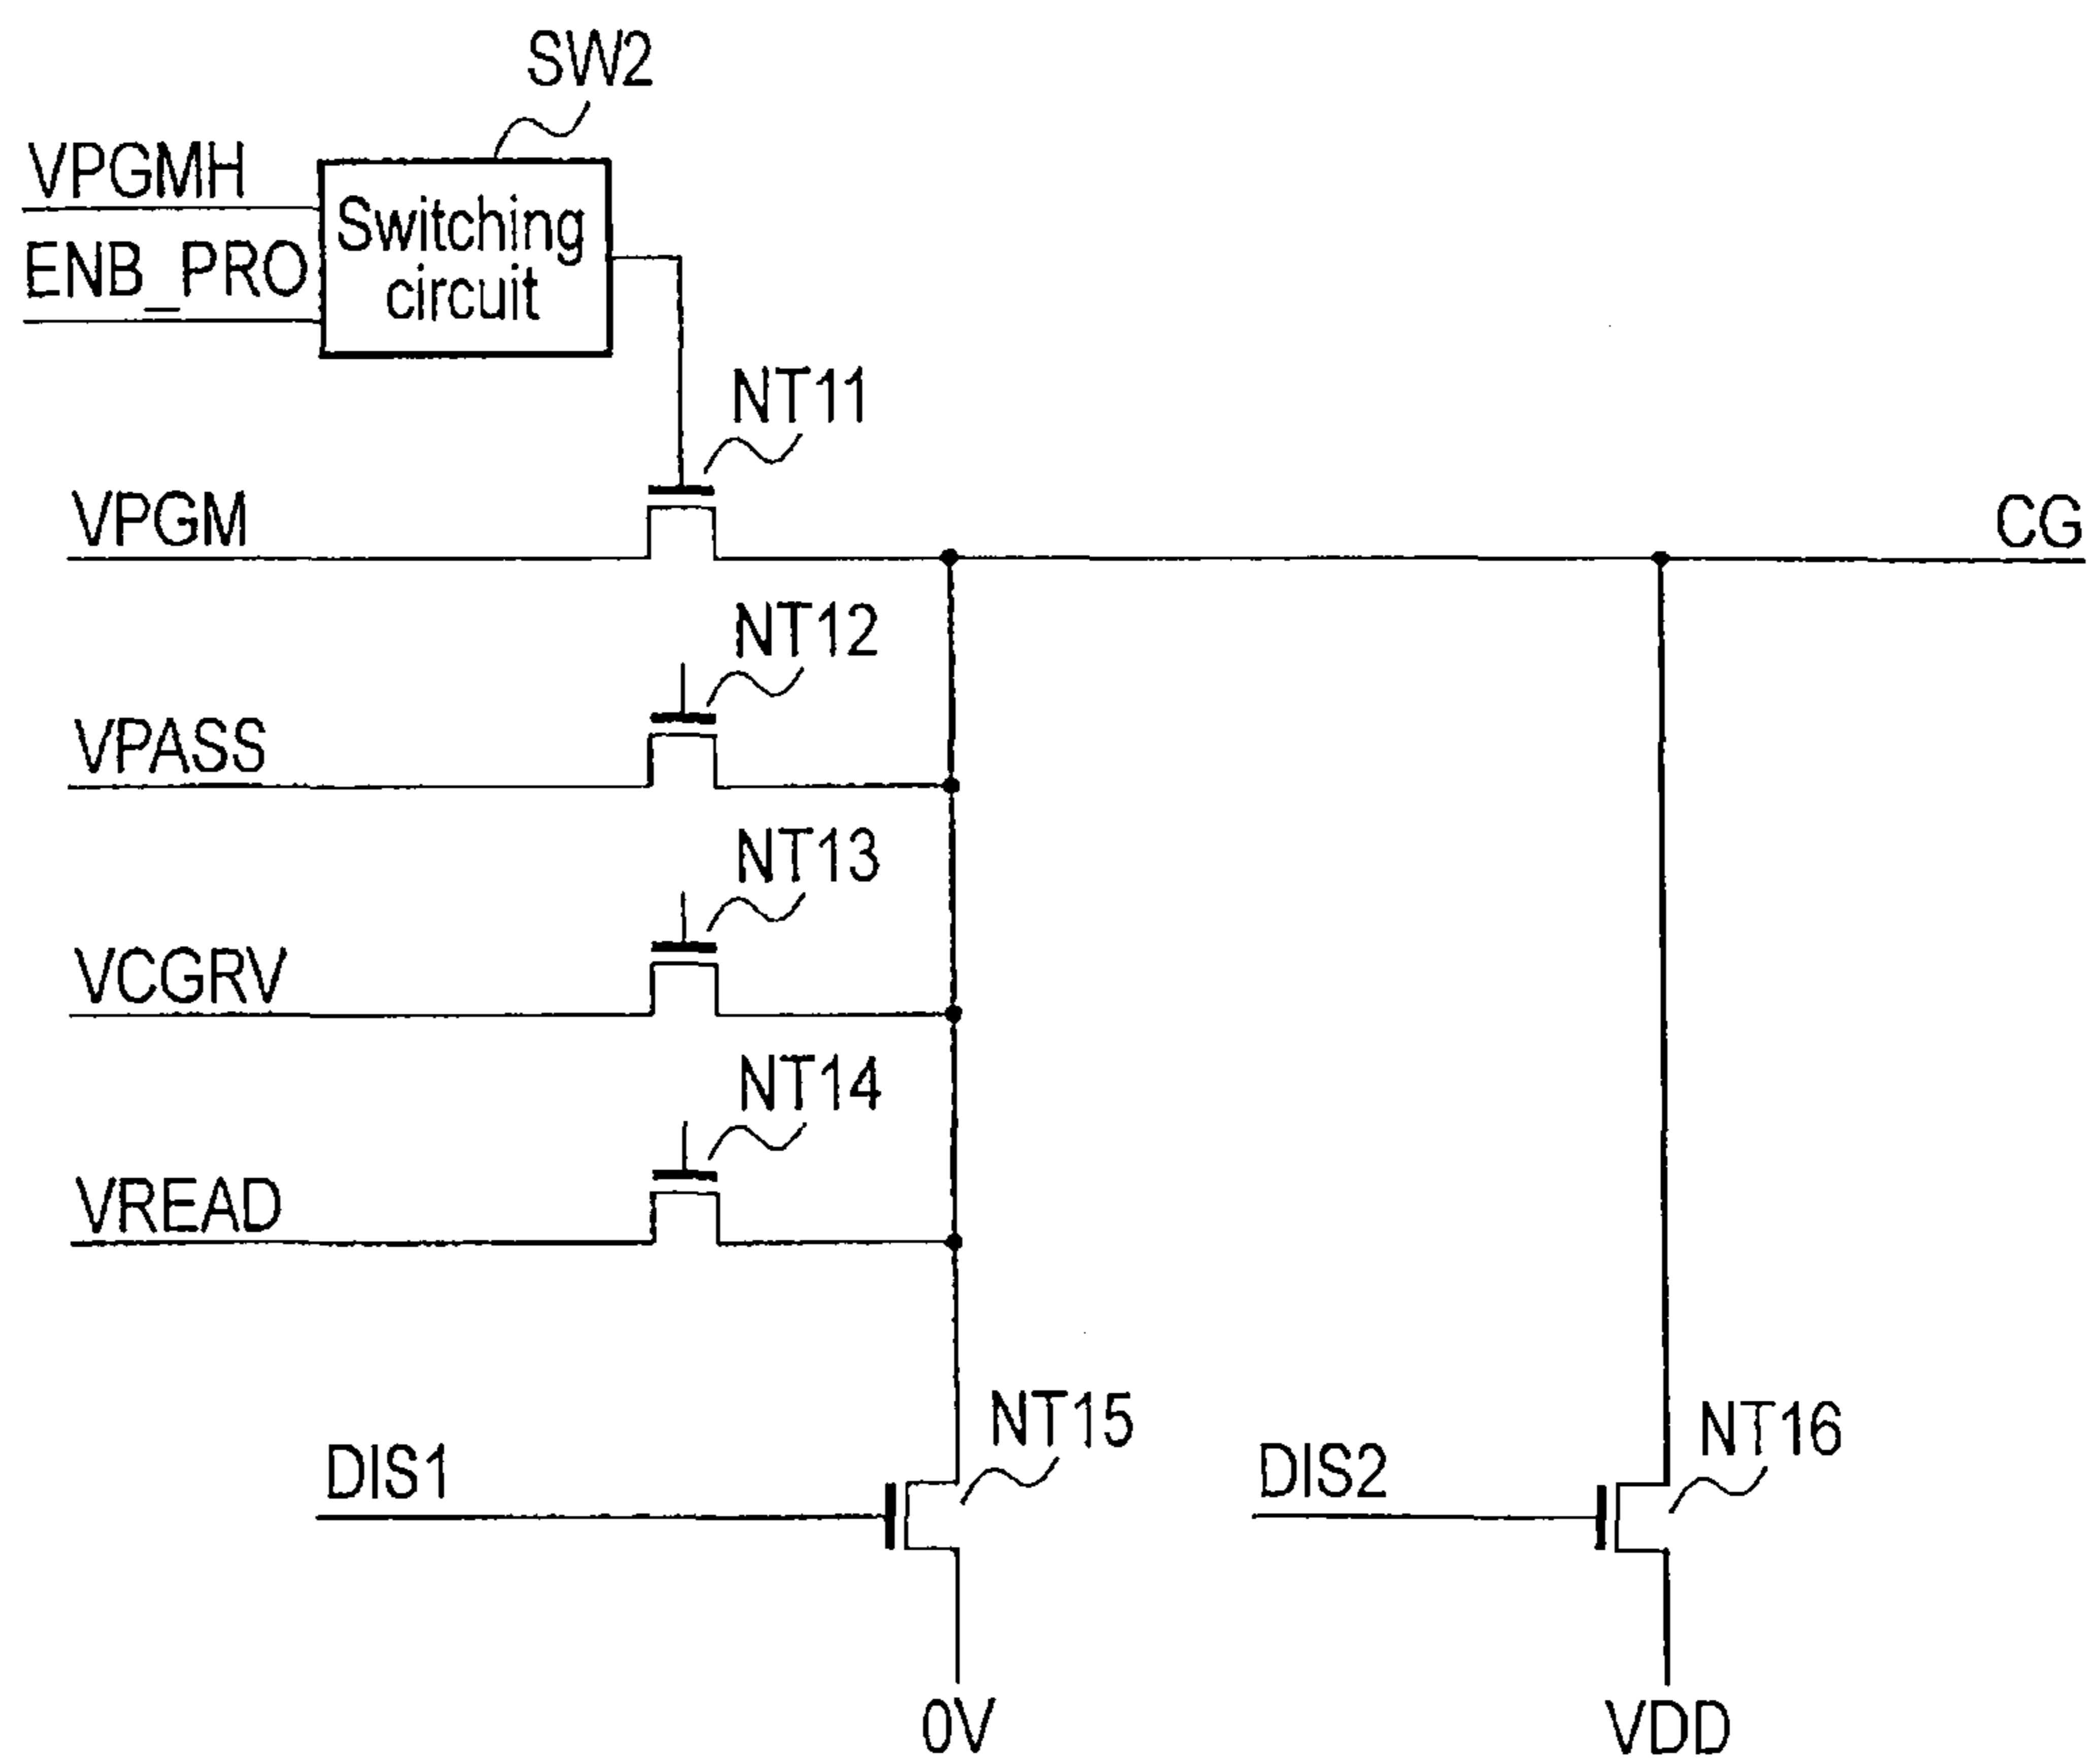 SW2
VPGMH
ENB_PRO
Switching
circuit
NT11
VPGM
CG
NT12
VPASS
NT13
VCGRV
NT14
VREAD
NT15
DIS1
NT16
DIS2
0V
VDD